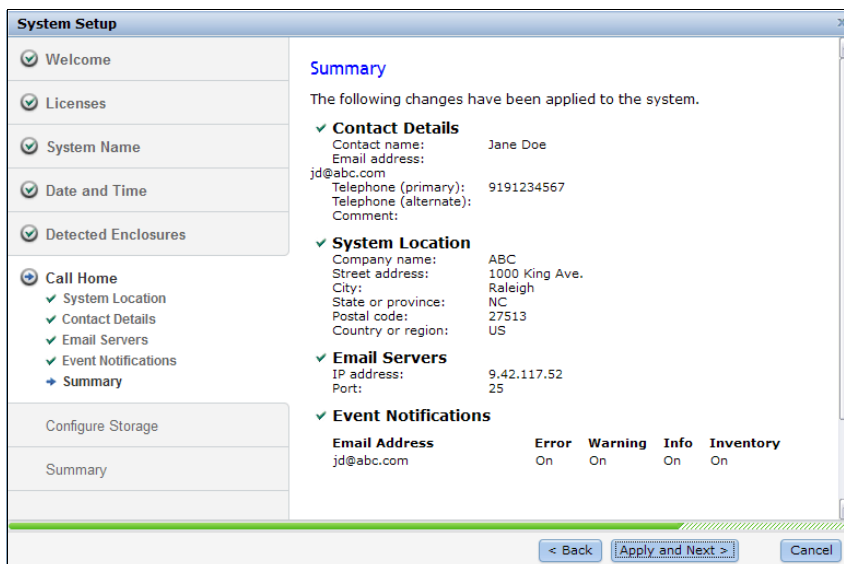 System Setup
Welcome
Licenses
System Name
Date and Time
Detected Enclosures
Call Home
System Location
Contact Details
Email Servers
Event Notifications
Summary
Configure Storage
Summary
Summary
The following changes have been applied to the system.
Contact Details
Contact name: Jane Doe
Email address:
jd@abc.com
Telephone (primary): 9191234567
Telephone (alternate):
Comment:
System Location
Company name: ABC
Street address: 1000 King Ave.
City: Raleigh
State or province: NC
Postal code: 27513
Country or region: US
Email Servers
IP address: 9.42.117.52
Port: 25
Event Notifications
Email Address Error Warning Info Inventory
jd@abc.com On On On On
< Back Apply and Next > Cancel